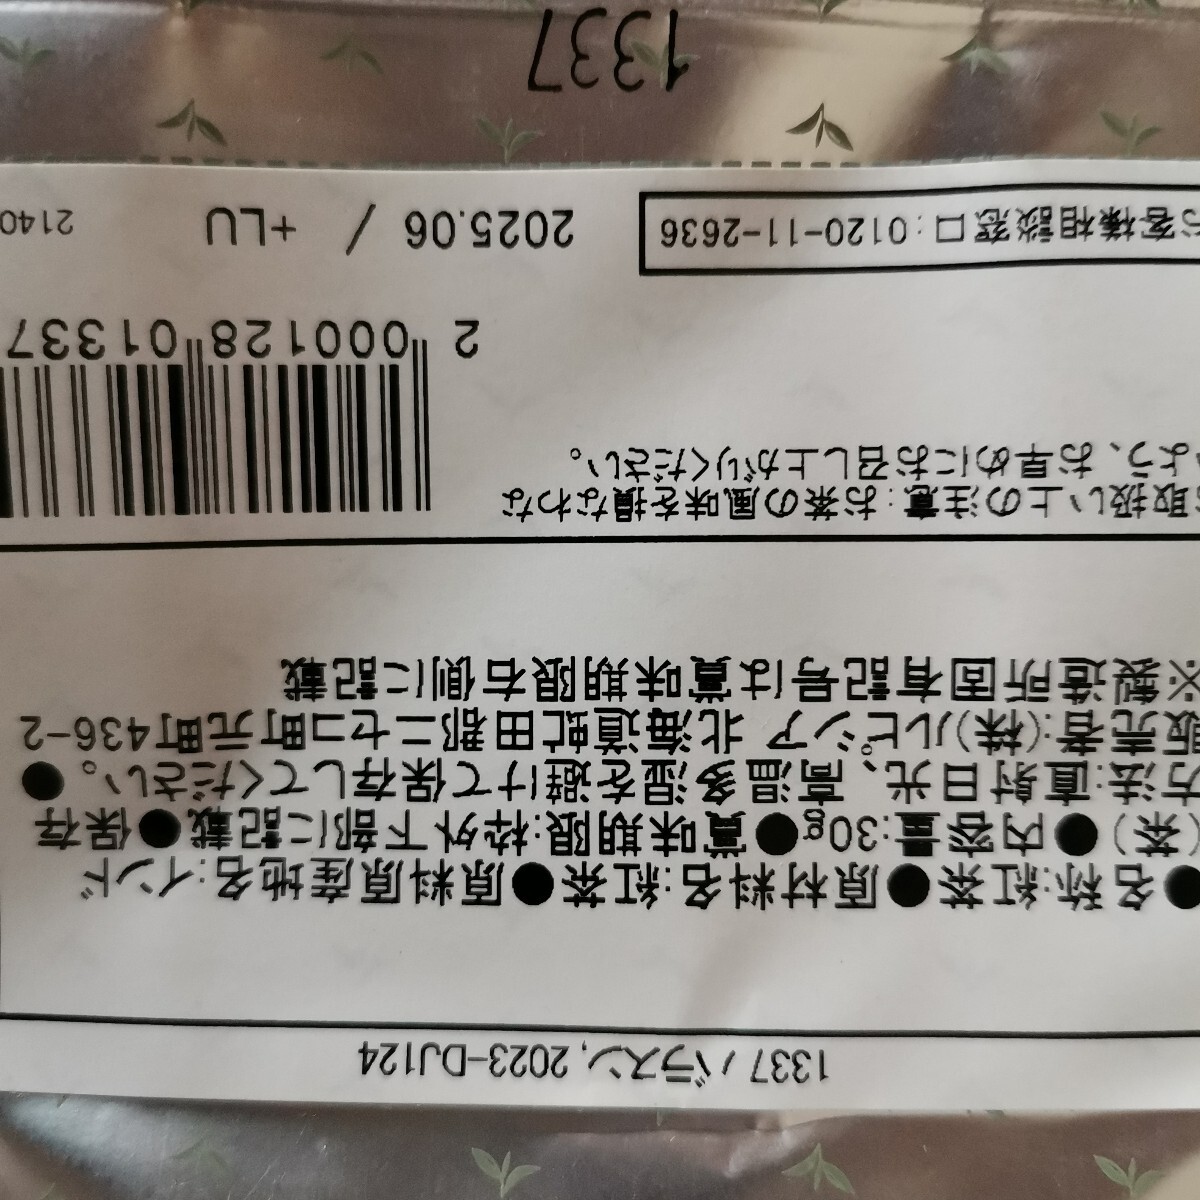 1337 バラスン, 2023-DJ124
●名称:紅茶●原材料名:紅茶●原料原産地名:インド
(茶)●内容量:30g●賞味期限:枠外下部に記載●保存
方法:直射日光、高温多湿を避けて保存してください。●
販売者:(株)ルピシア 北海道虻田郡ニセコ町元町436-2
※製造所固有記号は賞味期限右側に記載
お取扱い上の注意:お茶の風味を損なわな
いよう、お早めにお召し上がりください。
2 000128 01337
お客様相談窓口:0120-11-2636
2025.06 / +LU
2140
1337